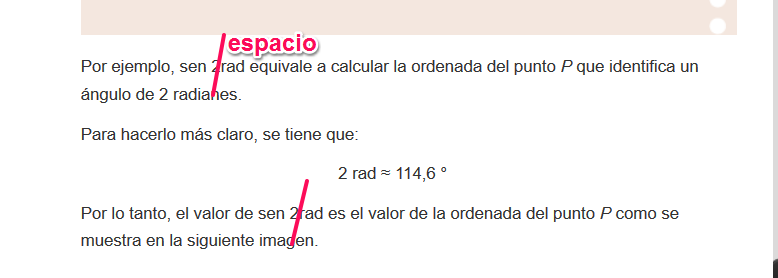 espacio
Por ejemplo, sen 2rad equivale a calcular la ordenada del punto P que identifica un
ángulo de 2 radianes.
Para hacerlo más claro, se tiene que:
2 rad ≈ 114,6 °
Por lo tanto, el valor de sen 2rad es el valor de la ordenada del punto P como se
muestra en la siguiente imagen.